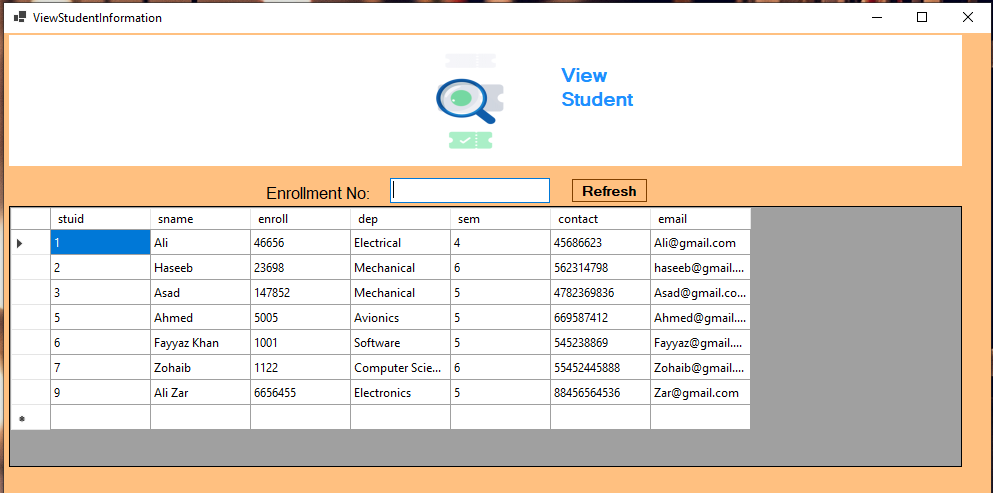 ViewStudentInformation
View
Student
Enrollment No: Refresh
stuid sname enroll dep sem contact email
1 Ali 46656 Electrical 4 45686623 Ali@gmail.com
2 Haseeb 23698 Mechanical 6 562314798 haseeb@gmail....
3 Asad 147852 Mechanical 5 4782369836 Asad@gmail.co...
5 Ahmed 5005 Avionics 5 669587412 Ahmed@gmail....
6 Fayyaz Khan 1001 Software 5 545238869 Fayyaz@gmail....
7 Zohaib 1122 Computer Scie... 6 55452445888 Zohaib@gmail....
9 Ali Zar 6656455 Electronics 5 88456564536 Zar@gmail.com